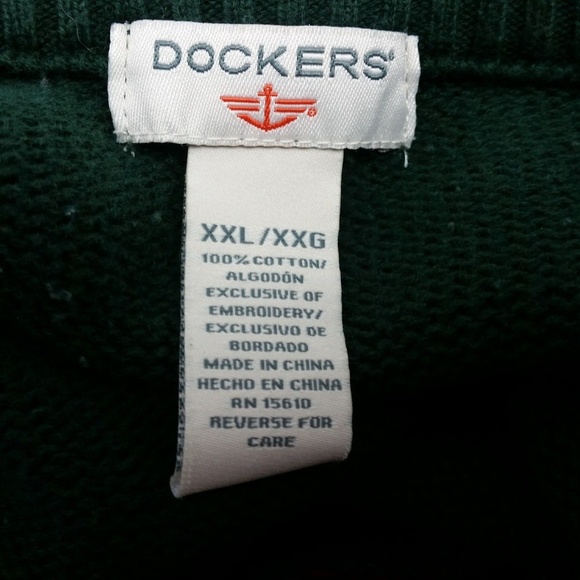 DOCKERS®
XXL/XXG
100% COTTON/
ALGODÓN
EXCLUSIVE OF
EMBROIDERY/
EXCLUSIVO DE
BORDADO
MADE IN CHINA
HECHO EN CHINA
RN 15610
REVERSE FOR
CARE